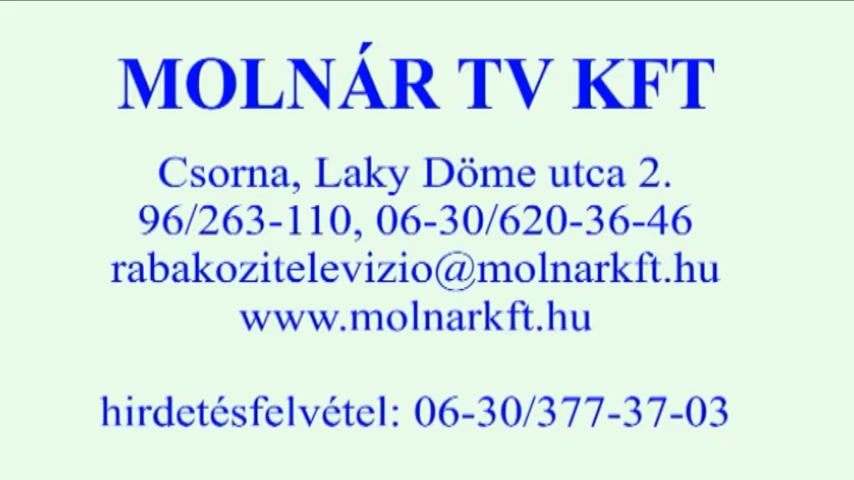 MOLNÁR TV KFT
Csorna, Laky Döme utca 2.
96/263-110, 06-30/620-36-46
rabakozitelevizio@molnarkft.hu
www.molnarkft.hu
hirdetésfelvétel: 06-30/377-37-03